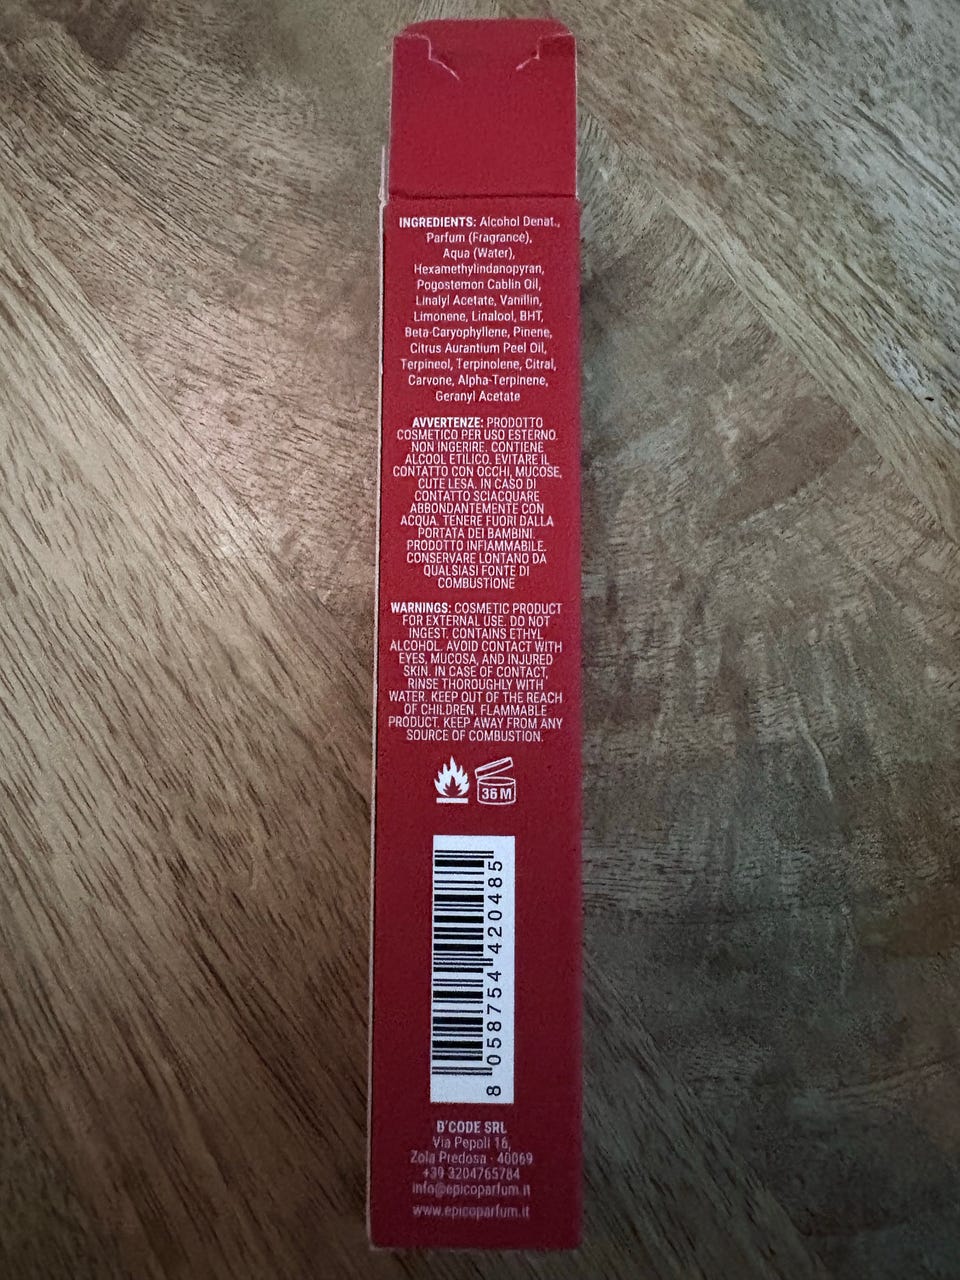 INGREDIENTS: Alcohol Denat.,
Parfum (Fragrance),
Aqua (Water),
Hexamethylindanopyran,
Pogostemon Cablin Oil,
Linalyl Acetate, Vanillin,
Limonene, Linalool, BHT,
Beta-Caryophyllene, Pinene,
Citrus Aurantium Peel Oil,
Terpineol, Terpinolene, Citral,
Carvone, Alpha-Terpinene,
Geranyl Acetate
AVVERTENZE: PRODOTTO
COSMETICO PER USO ESTERNO.
NON INGERIRE. CONTIENE
ALCOOL ETILICO. EVITARE IL
CONTATTO CON OCCHI, MUCOSE,
CUTE LESA. IN CASO DI
CONTATTO SCIACQUARE
ABBONDANTEMENTE CON
ACQUA. TENERE FUORI DALLA
PORTATA DEI BAMBINI.
PRODOTTO INFIAMMABILE.
CONSERVARE LONTANO DA
QUALSIASI FONTE DI
COMBUSTIONE
WARNINGS: COSMETIC PRODUCT
FOR EXTERNAL USE. DO NOT
INGEST. CONTAINS ETHYL
ALCOHOL. AVOID CONTACT WITH
EYES, MUCOSA, AND INJURED
SKIN. IN CASE OF CONTACT,
RINSE THOROUGHLY WITH
WATER. KEEP OUT OF THE REACH
OF CHILDREN. FLAMMABLE
PRODUCT. KEEP AWAY FROM ANY
SOURCE OF COMBUSTION.
36 M
8 058754 420485
B'CODE SRL
Via Pepoli 16,
Zola Predosa - 40069
+39 3204765784
info@epicoparfum.it
www.epicoparfum.it